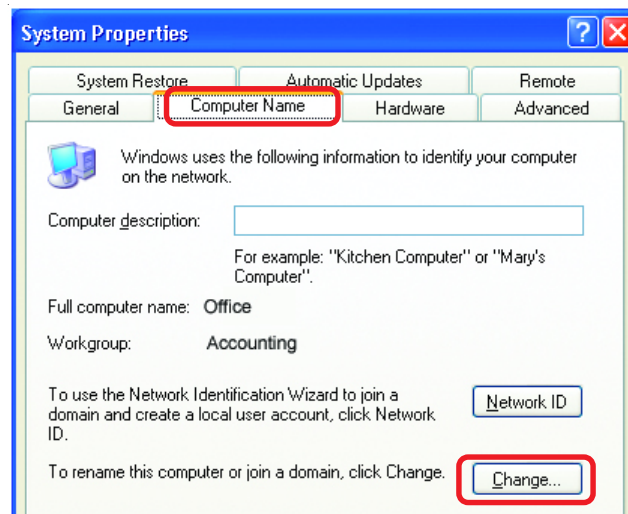 System Properties
System Restore Automatic Updates Remote
General Computer Name Hardware Advanced
Windows uses the following information to identify your computer
on the network.
Computer description:
For example: "Kitchen Computer" or "Mary's
Computer".
Full computer name: Office
Workgroup: Accounting
To use the Network Identification Wizard to join a
domain and create a local user account, click Network
ID.
Network ID
To rename this computer or join a domain, click Change.
Change...